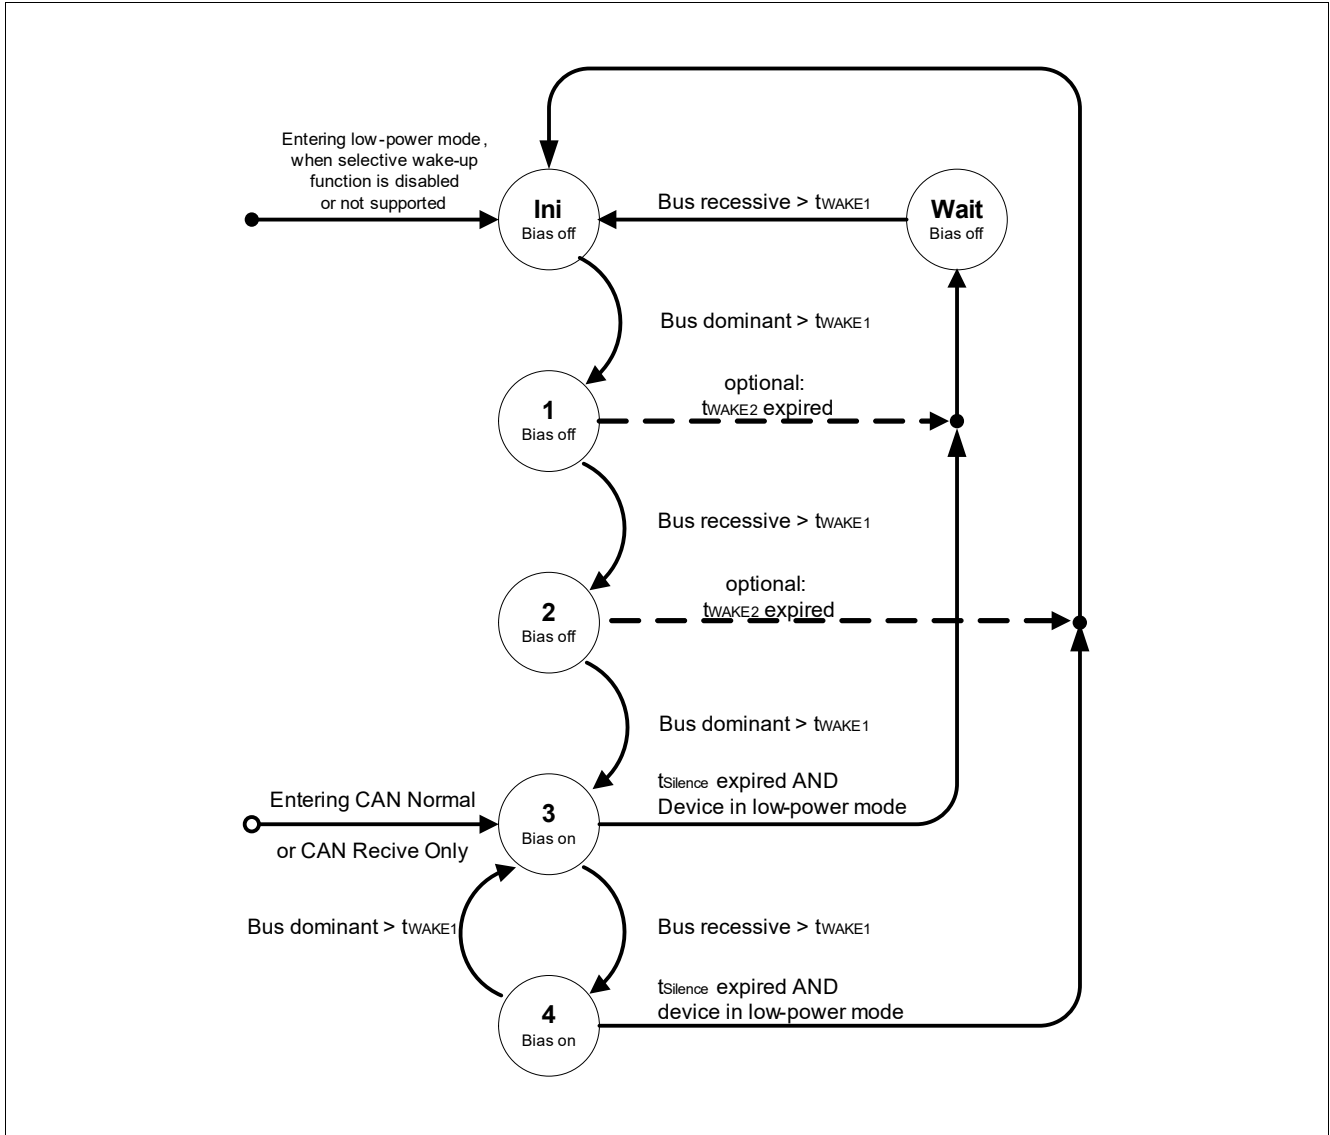 Entering low-power mode,
when selective wake-up
function is disabled
or not supported
Ini
Bias off
Bus recessive > tWAKE1
Wait
Bias off
Bus dominant > tWAKE1
1
Bias off
optional:
tWAKE2 expired
Bus recessive > tWAKE1
2
Bias off
optional:
tWAKE2 expired
Bus dominant > tWAKE1
tSilence expired AND
Device in low-power mode
Entering CAN Normal
or CAN Recive Only
3
Bias on
Bus dominant > tWAKE1
Bus recessive > tWAKE1
tSilence expired AND
device in low-power mode
4
Bias on